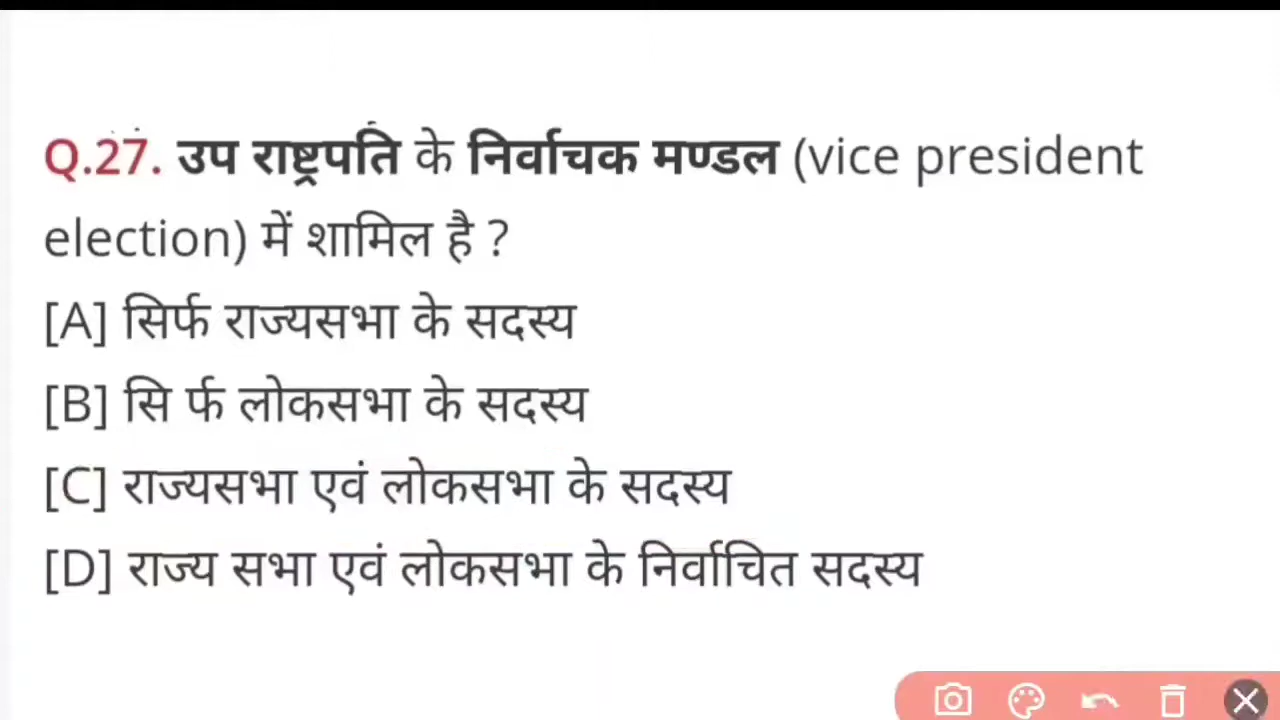 Q.27. उप राष्ट्रपति के निर्वाचक मण्डल (vice president
election) में शामिल है ?
[A] सिर्फ राज्यसभा के सदस्य
[B] सि र्फ लोकसभा के सदस्य
[C] राज्यसभा एवं लोकसभा के सदस्य
[D] राज्य सभा एवं लोकसभा के निर्वाचित सदस्य